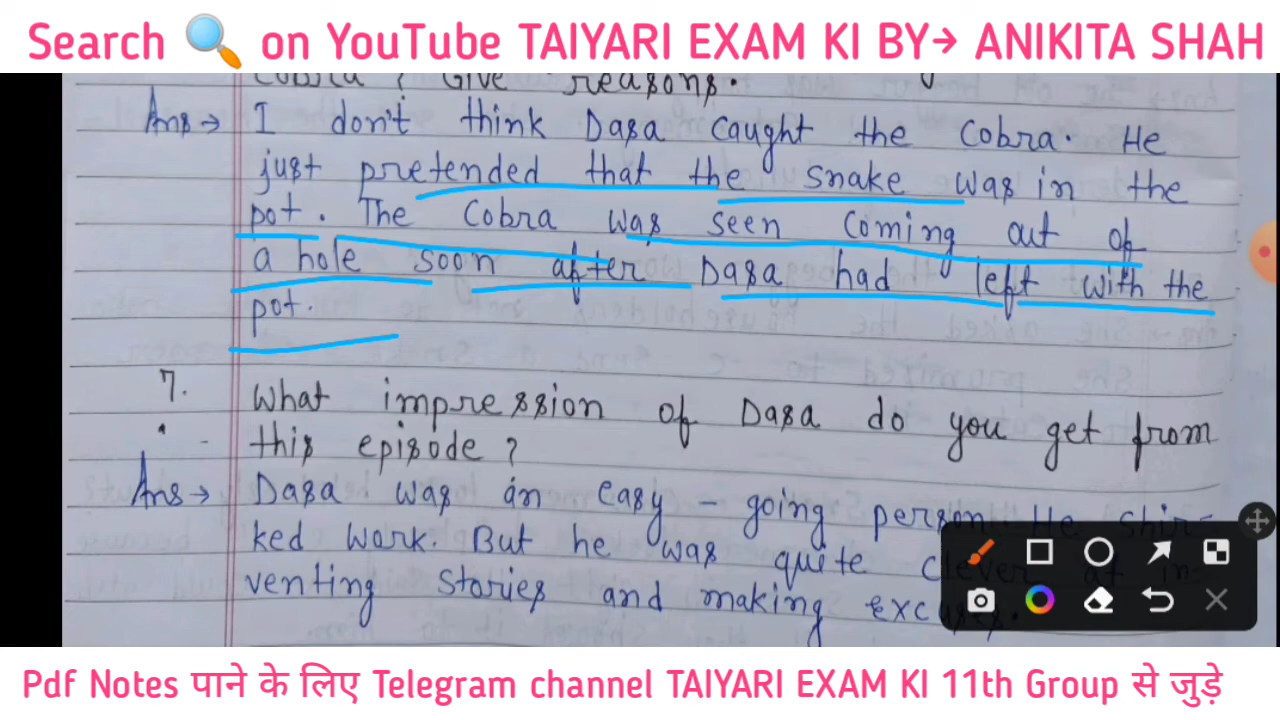 Search 🔍 on YouTube TAIYARI EXAM KI BY→ ANIKITA SHAH
Cobra ? Give reasons.
Ans → I don't think Dasa caught the Cobra. He
just pretended that the snake was in the
pot. The Cobra was seen coming out of
a hole soon after Dasa had left with the
pot.
7. What impression of Dasa do you get from
this episode ?
Ans → Dasa was an easy - going person. He shir-
ked work. But he was quite clever at in-
venting stories and making excuses.
Pdf Notes पाने के लिए Telegram channel TAIYARI EXAM KI 11th Group से जुड़े